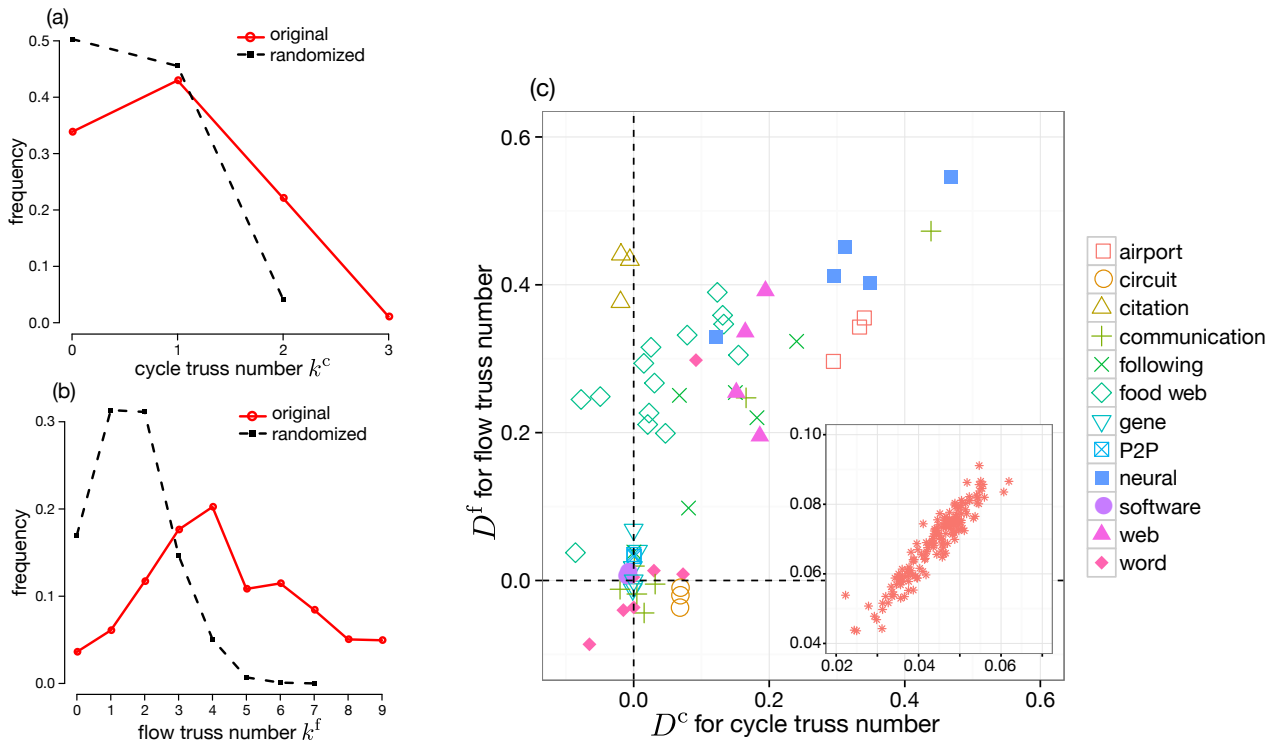 (a)
original
randomized
frequency
0.5
0.4
0.3
0.2
0.1
0.0
0 1 2 3
cycle truss number k^c
(b)
original
randomized
frequency
0.3
0.2
0.1
0.0
0 1 2 3 4 5 6 7 8 9
flow truss number k^f
(c)
D^f for flow truss number
0.6
0.4
0.2
0.0
0.0 0.2 0.4 0.6
D^c for cycle truss number
0.10
0.08
0.06
0.04
0.02 0.04 0.06
airport
circuit
citation
communication
following
food web
gene
P2P
neural
software
web
word